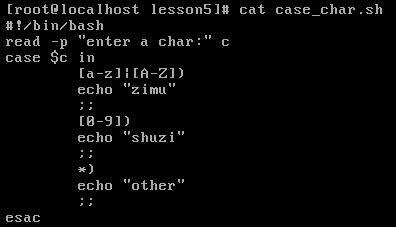 [root@localhost lesson5]# cat case_char.sh
#!/bin/bash
read -p "enter a char:" c
case $c in
        [a-z]|[A-Z])
        echo "zimu"
        ;;
        [0-9])
        echo "shuzi"
        ;;
        *)
        echo "other"
        ;;
esac